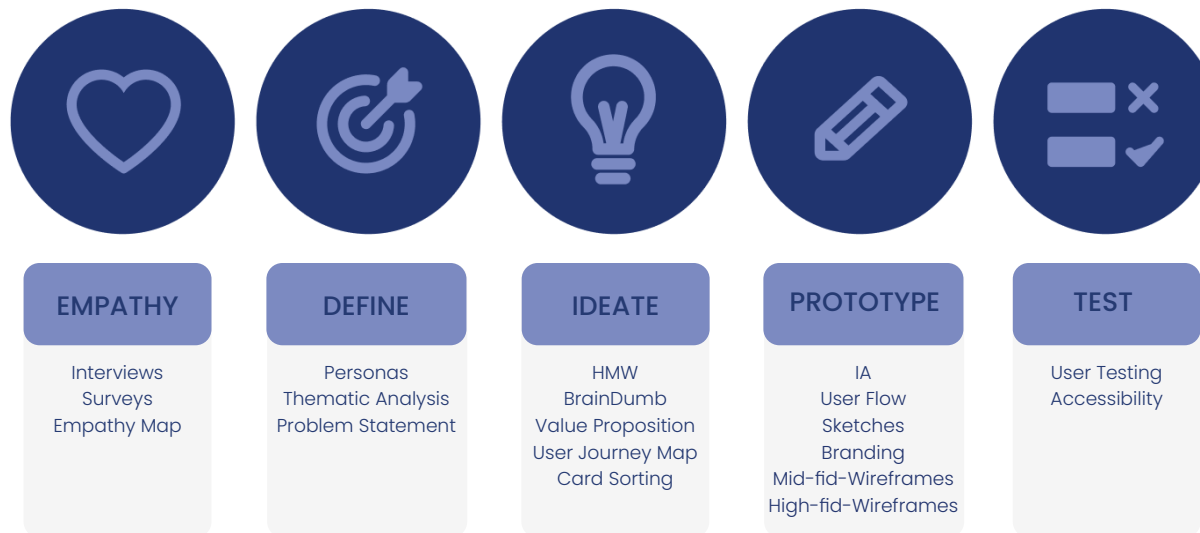 EMPATHY
Interviews
Surveys
Empathy Map
DEFINE
Personas
Thematic Analysis
Problem Statement
IDEATE
HMW
BrainDumb
Value Proposition
User Journey Map
Card Sorting
PROTOTYPE
IA
User Flow
Sketches
Branding
Mid-fid-Wireframes
High-fid-Wireframes
TEST
User Testing
Accessibility